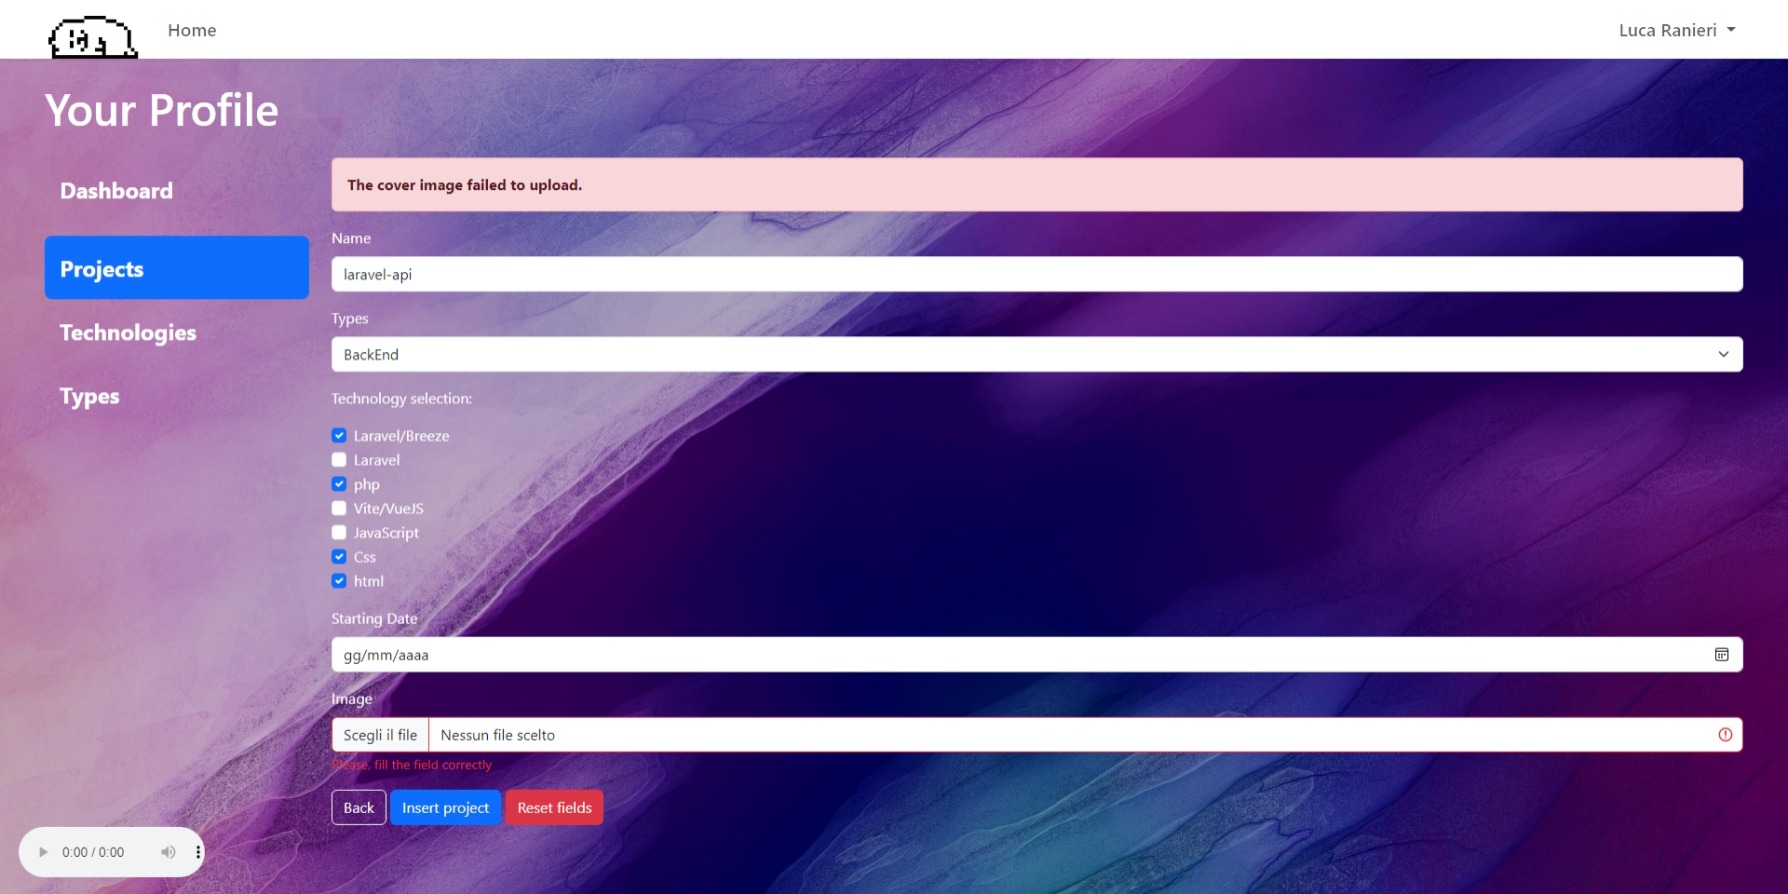 Home
Luca Ranieri
Your Profile
Dashboard
Projects
Technologies
Types
The cover image failed to upload.
Name
laravel-api
Types
BackEnd
Technology selection:
Laravel/Breeze
Laravel
php
Vite/VueJS
JavaScript
Css
html
Starting Date
gg/mm/aaaa
Image
Scegli il file Nessun file scelto
Please, fill the field correctly
Back Insert project Reset fields
0:00 / 0:00